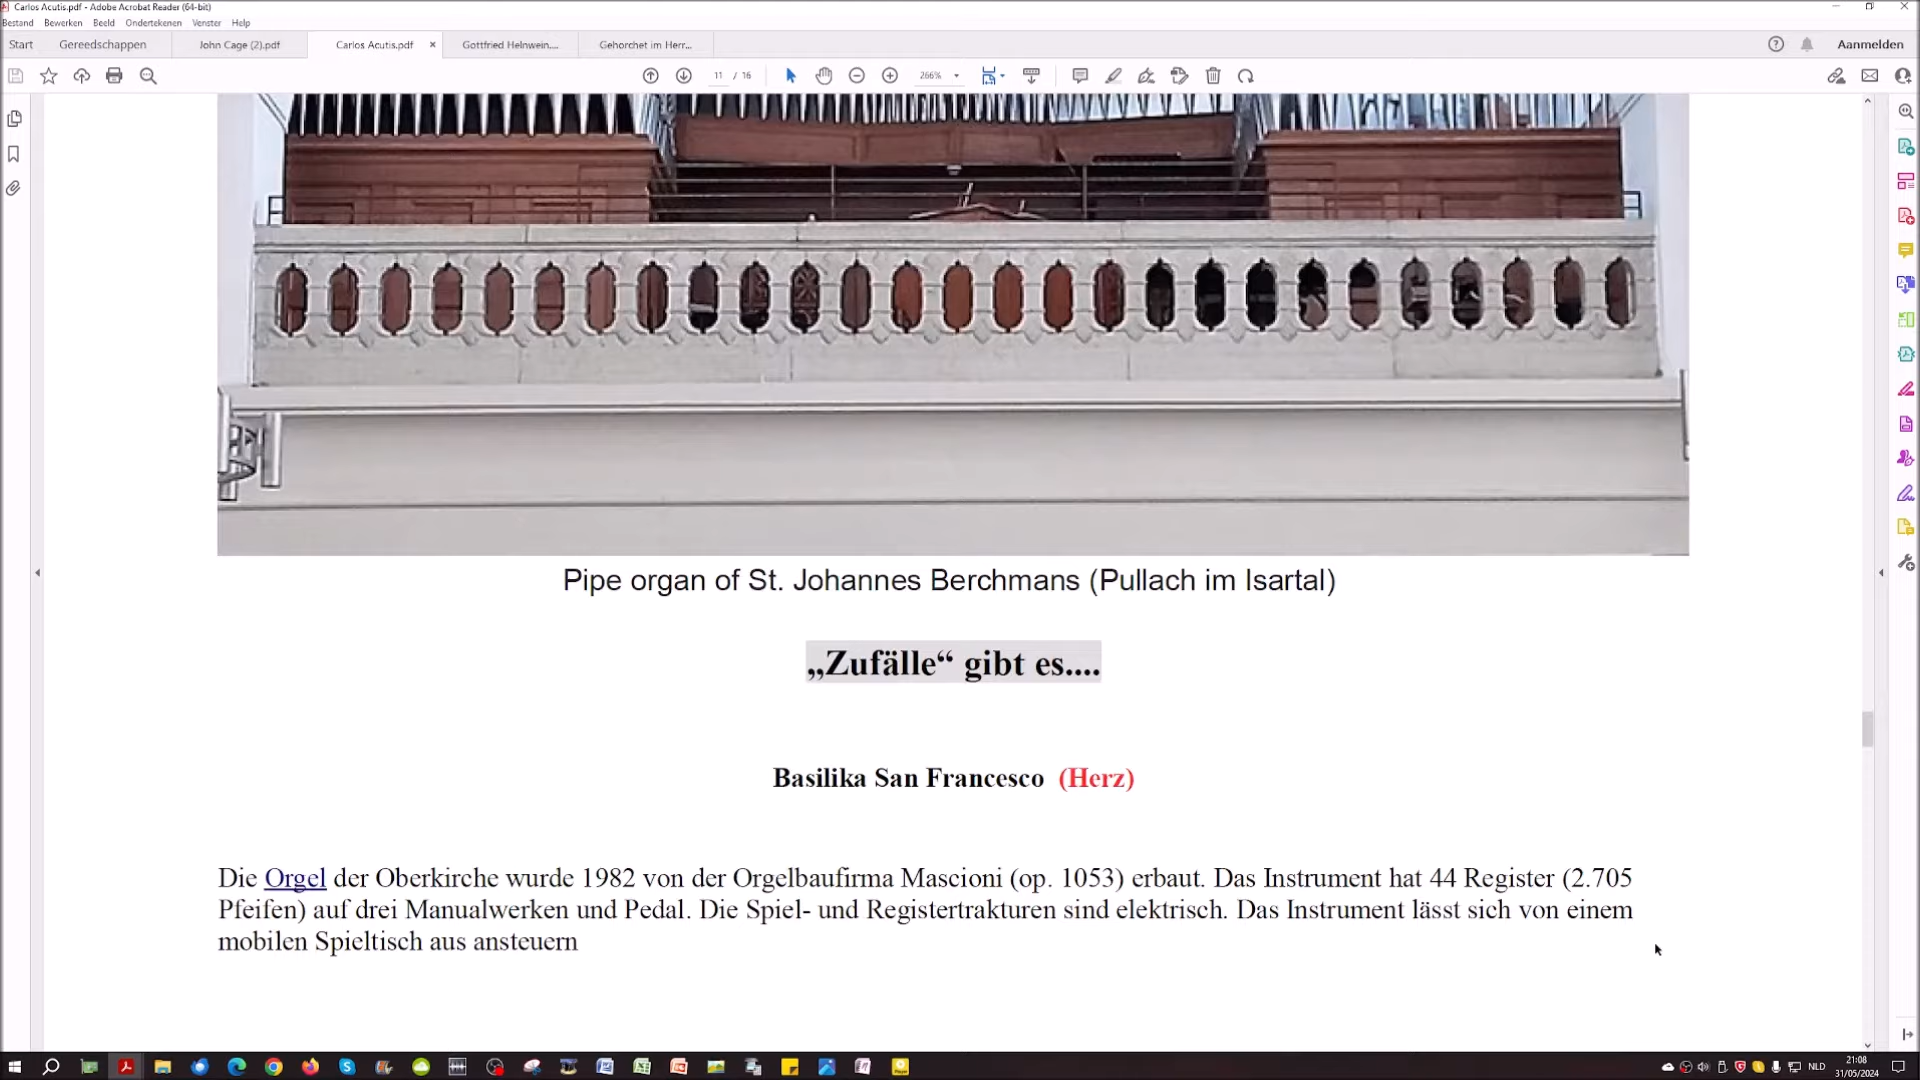 Carlos Acutis.pdf - Adobe Acrobat Reader (64-bit)
Bestand Bewerken Beeld Ondertekenen Venster Help
Start Gereedschappen John Cage (2).pdf Carlos Acutis.pdf × Gottfried Helnwein.... Gehorchet im Herr... Aanmelden
11 / 16 266%
Pipe organ of St. Johannes Berchmans (Pullach im Isartal)
„Zufälle“ gibt es....
Basilika San Francesco (Herz)
Die Orgel der Oberkirche wurde 1982 von der Orgelbaufirma Mascioni (op. 1053) erbaut. Das Instrument hat 44 Register (2.705
Pfeifen) auf drei Manualwerken und Pedal. Die Spiel- und Registertrakturen sind elektrisch. Das Instrument lässt sich von einem
mobilen Spieltisch aus ansteuern
21:08
NLD
31/05/2024